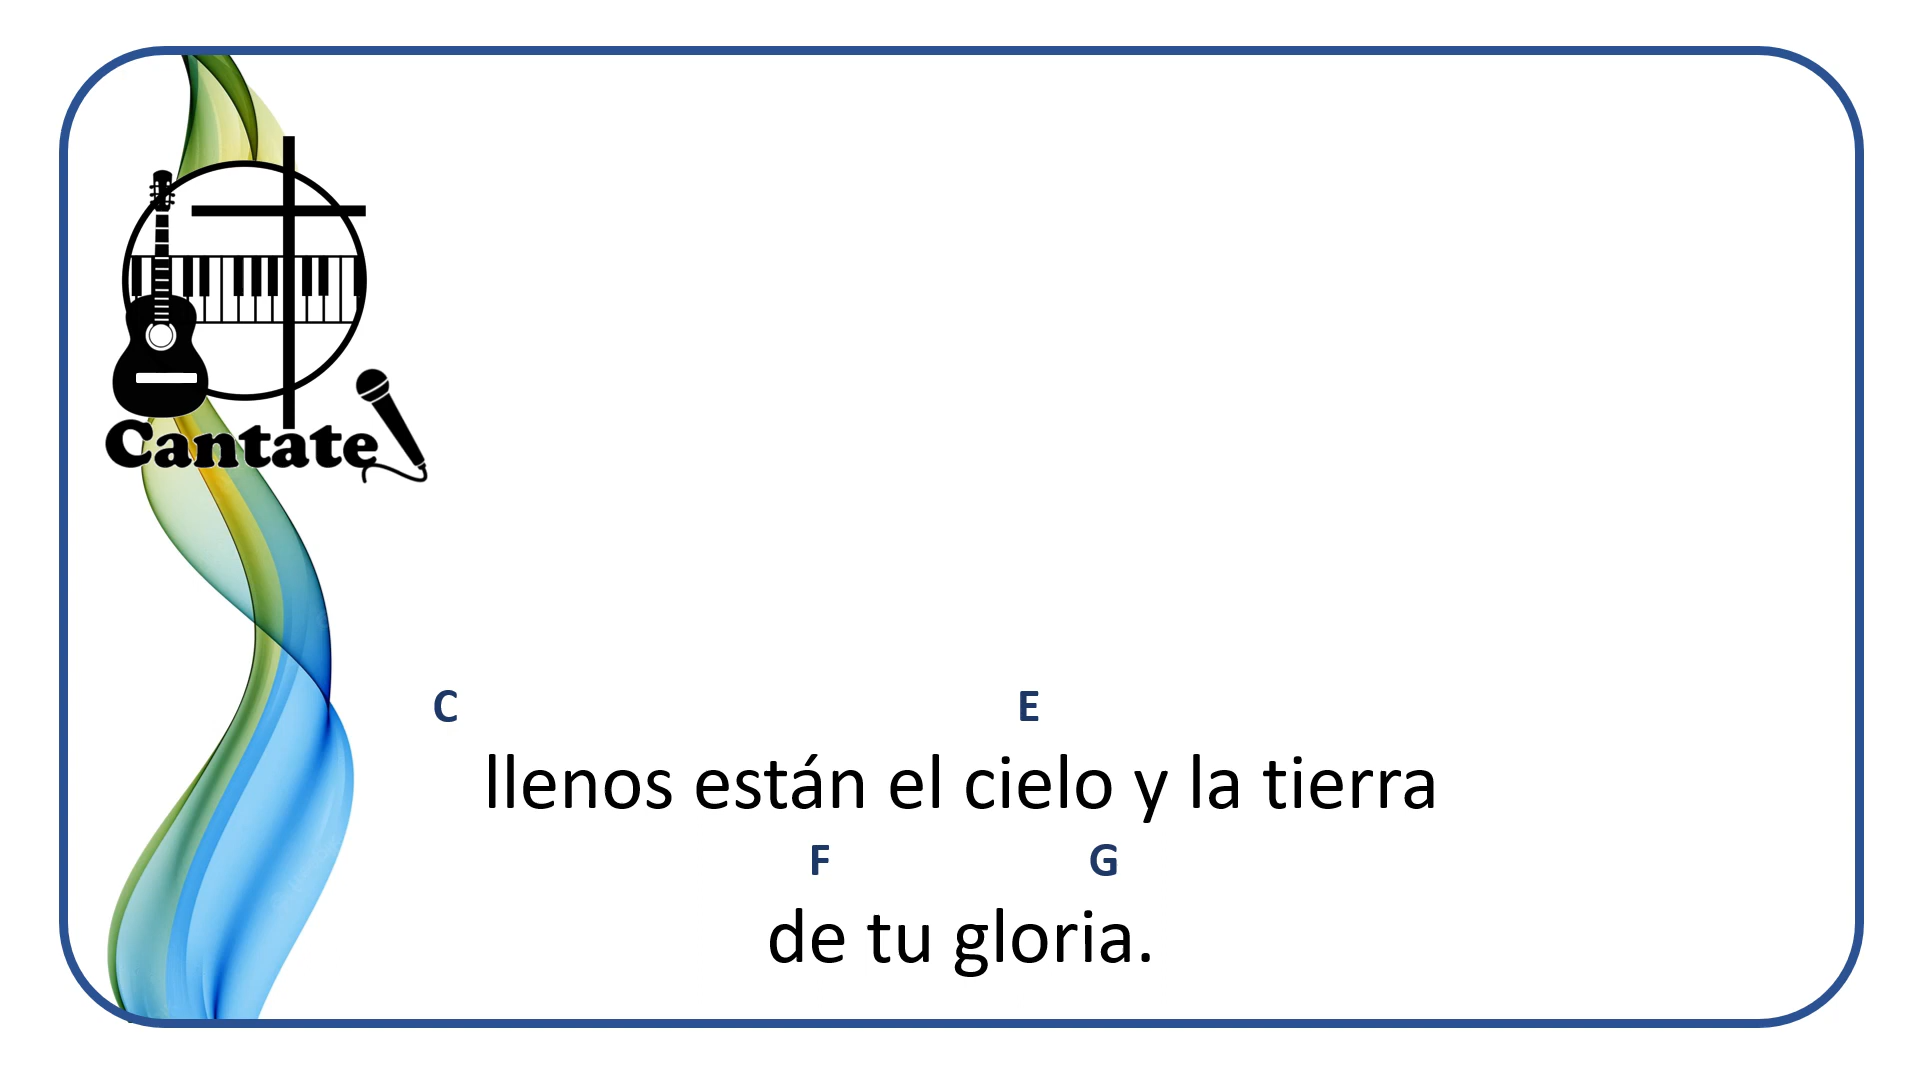 Cantate
C E
llenos están el cielo y la tierra
F G
de tu gloria.